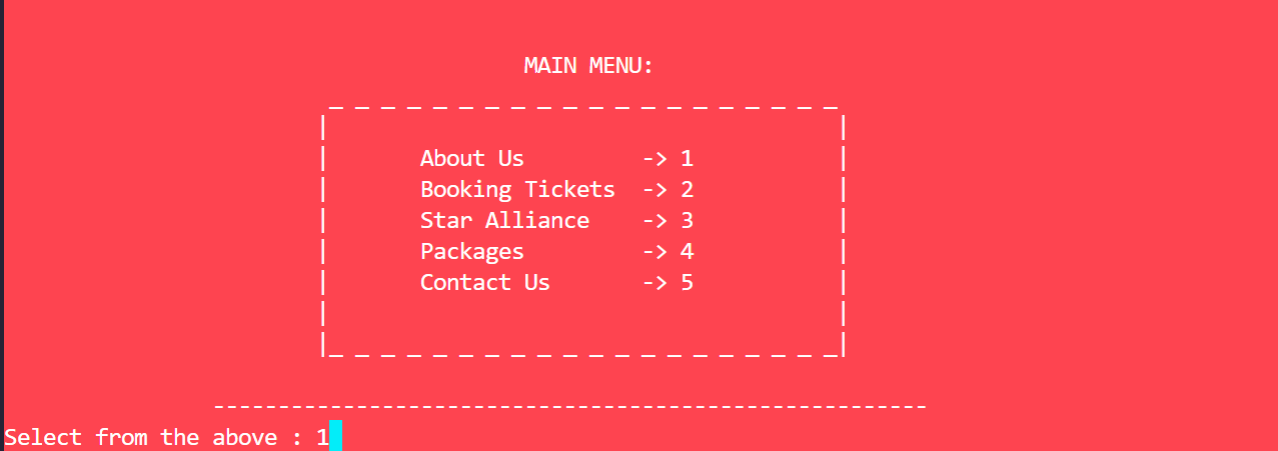 MAIN MENU:
_ _ _ _ _ _ _ _ _ _ _ _ _ _ _ _ _ _ _ _
| |
| About Us -> 1 |
| Booking Tickets -> 2 |
| Star Alliance -> 3 |
| Packages -> 4 |
| Contact Us -> 5 |
| |
|_ _ _ _ _ _ _ _ _ _ _ _ _ _ _ _ _ _ _ _|
-------------------------------------------------------
Select from the above : 1